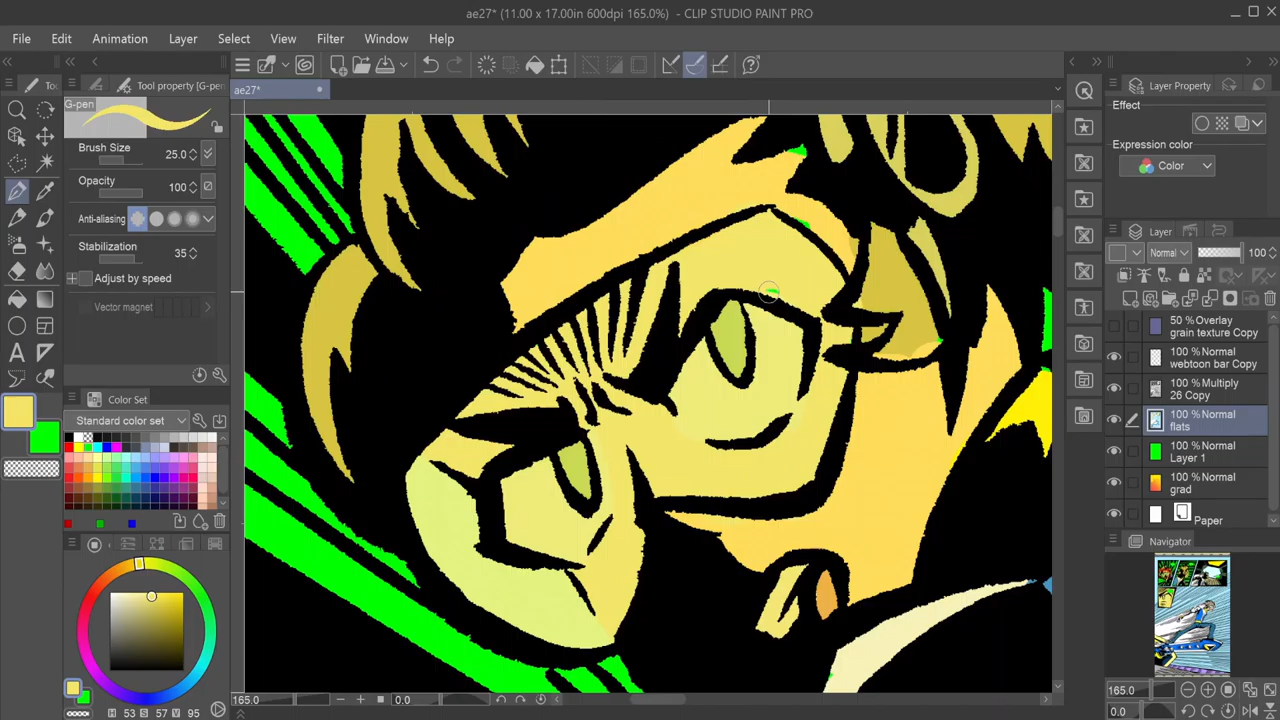 ae27* (11.00 x 17.00in 600dpi 165.0%) - CLIP STUDIO PAINT PRO
File Edit Animation Layer Select View Filter Window Help
Too
Tool property [G-pen]
G-pen
Brush Size 25.0
Opacity 100
Anti-aliasing
Stabilization 35
Adjust by speed
Vector magnet
Color Set
Standard color set
H 53 S 57 V 95
ae27*
165.0 0.0
Layer Property
Effect
Expression color
Color
Layer
Normal 100
50 % Overlay
grain texture Copy
100 % Normal
webtoon bar Copy
100 % Multiply
26 Copy
100 % Normal
flats
100 % Normal
Layer 1
100 % Normal
grad
Paper
Navigator
165.0
0.0